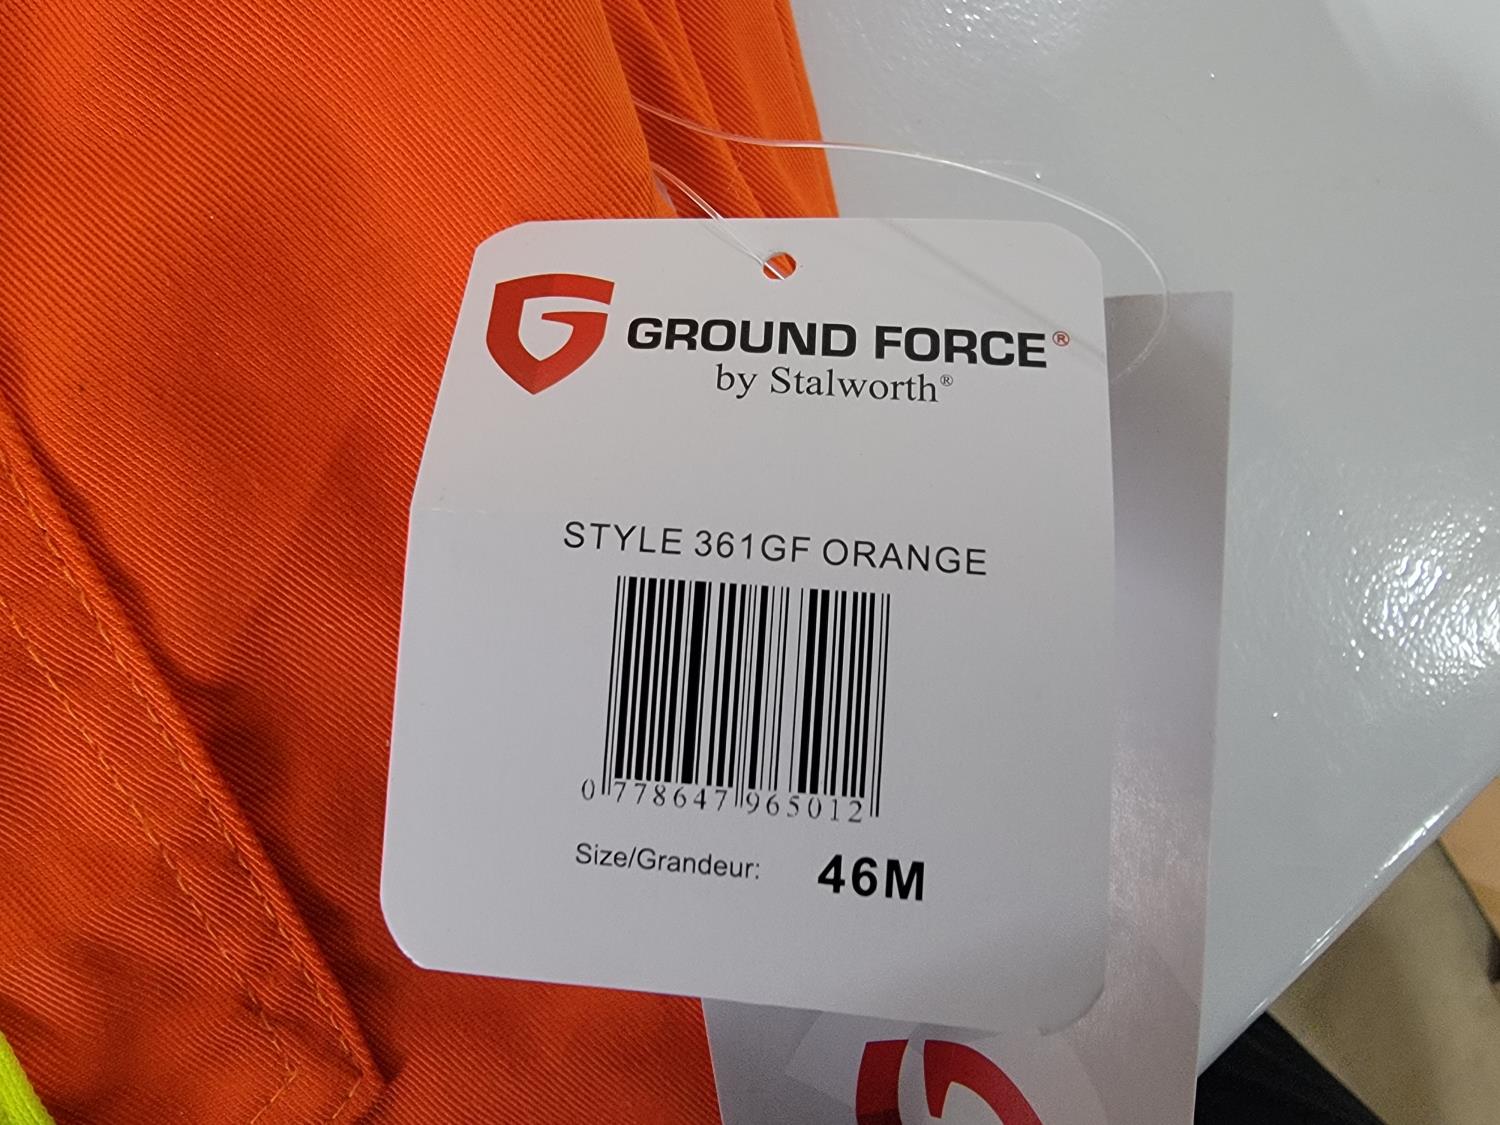 GROUND FORCE®
by Stalworth®
STYLE 361GF ORANGE
0 778647 965012
Size/Grandeur: 46M